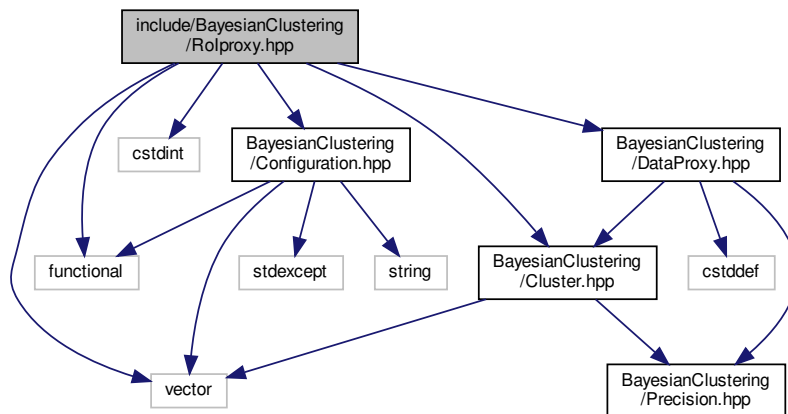 include/BayesianClustering
/RoIproxy.hpp
cstdint
BayesianClustering
/Configuration.hpp
BayesianClustering
/DataProxy.hpp
functional
stdexcept
string
BayesianClustering
/Cluster.hpp
cstddef
vector
BayesianClustering
/Precision.hpp